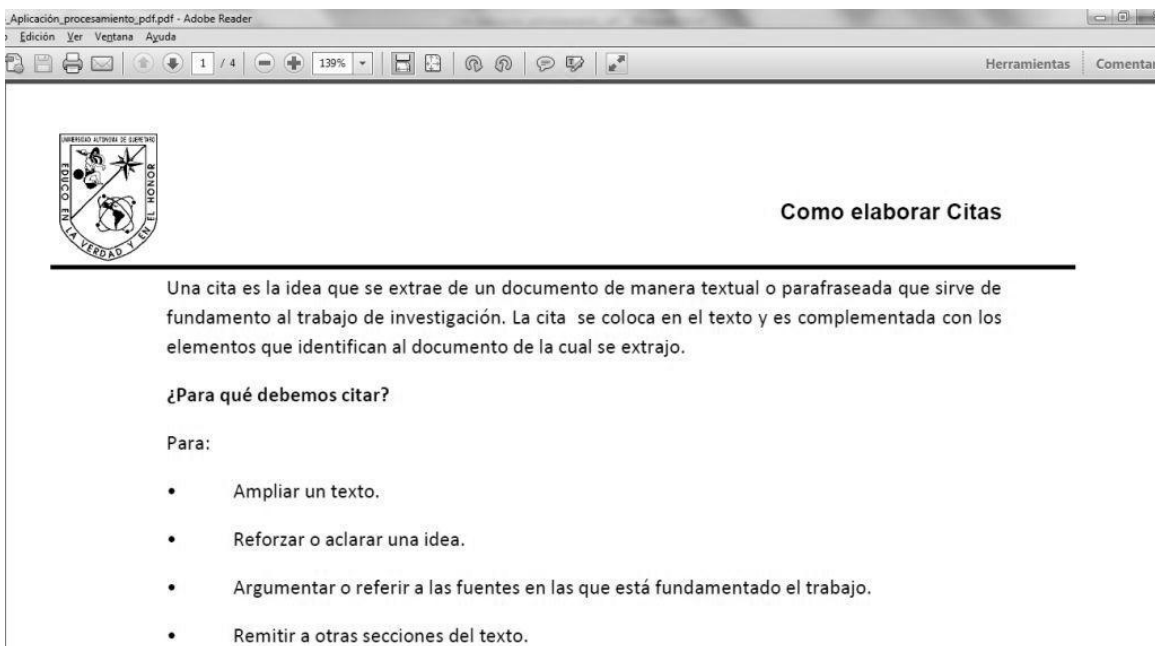 _Aplicación_procesamiento_pdf.pdf - Adobe Reader
Edición Ver Ventana Ayuda
1 / 4 139% Herramientas Comentar
UNIVERSIDAD AUTONOMA DE QUERETARO
EDUCO EN LA VERDAD Y EN EL HONOR
Como elaborar Citas
Una cita es la idea que se extrae de un documento de manera textual o parafraseada que sirve de
fundamento al trabajo de investigación. La cita se coloca en el texto y es complementada con los
elementos que identifican al documento de la cual se extrajo.
¿Para qué debemos citar?
Para:
• Ampliar un texto.
• Reforzar o aclarar una idea.
• Argumentar o referir a las fuentes en las que está fundamentado el trabajo.
• Remitir a otras secciones del texto.